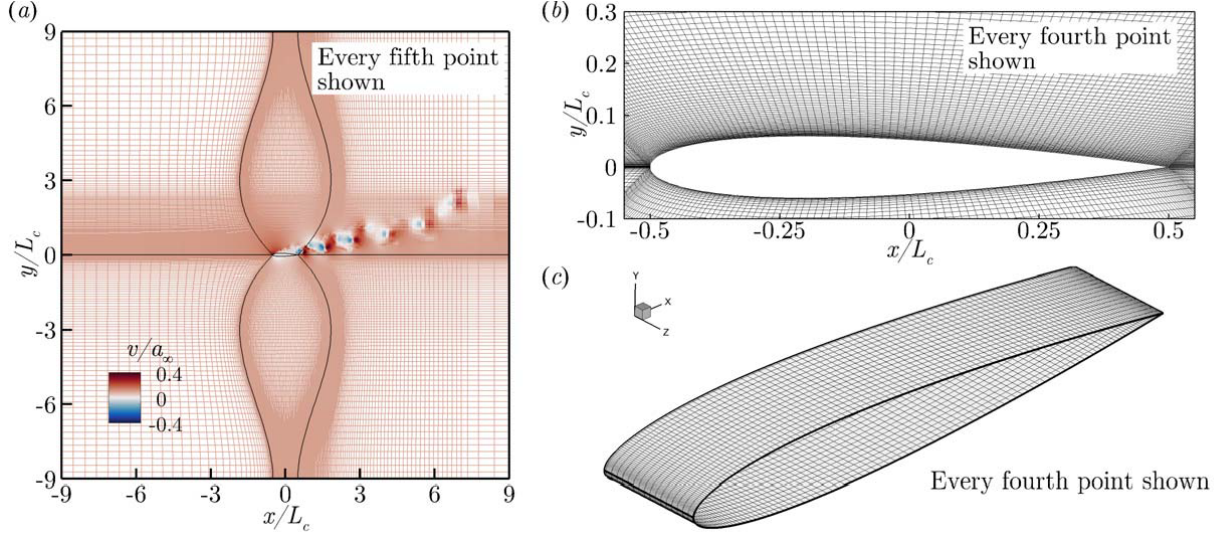 (a)
9
6
3
0
-3
-6
-9
y/L_c
Every fifth point
shown
v/a_∞
0.4
0
-0.4
-9 -6 -3 0 3 6 9
x/L_c
(b)
0.3
0.2
0.1
0
-0.1
y/L_c
Every fourth point
shown
-0.5 -0.25 0 0.25 0.5
x/L_c
(c)
Y
X
Z
Every fourth point shown